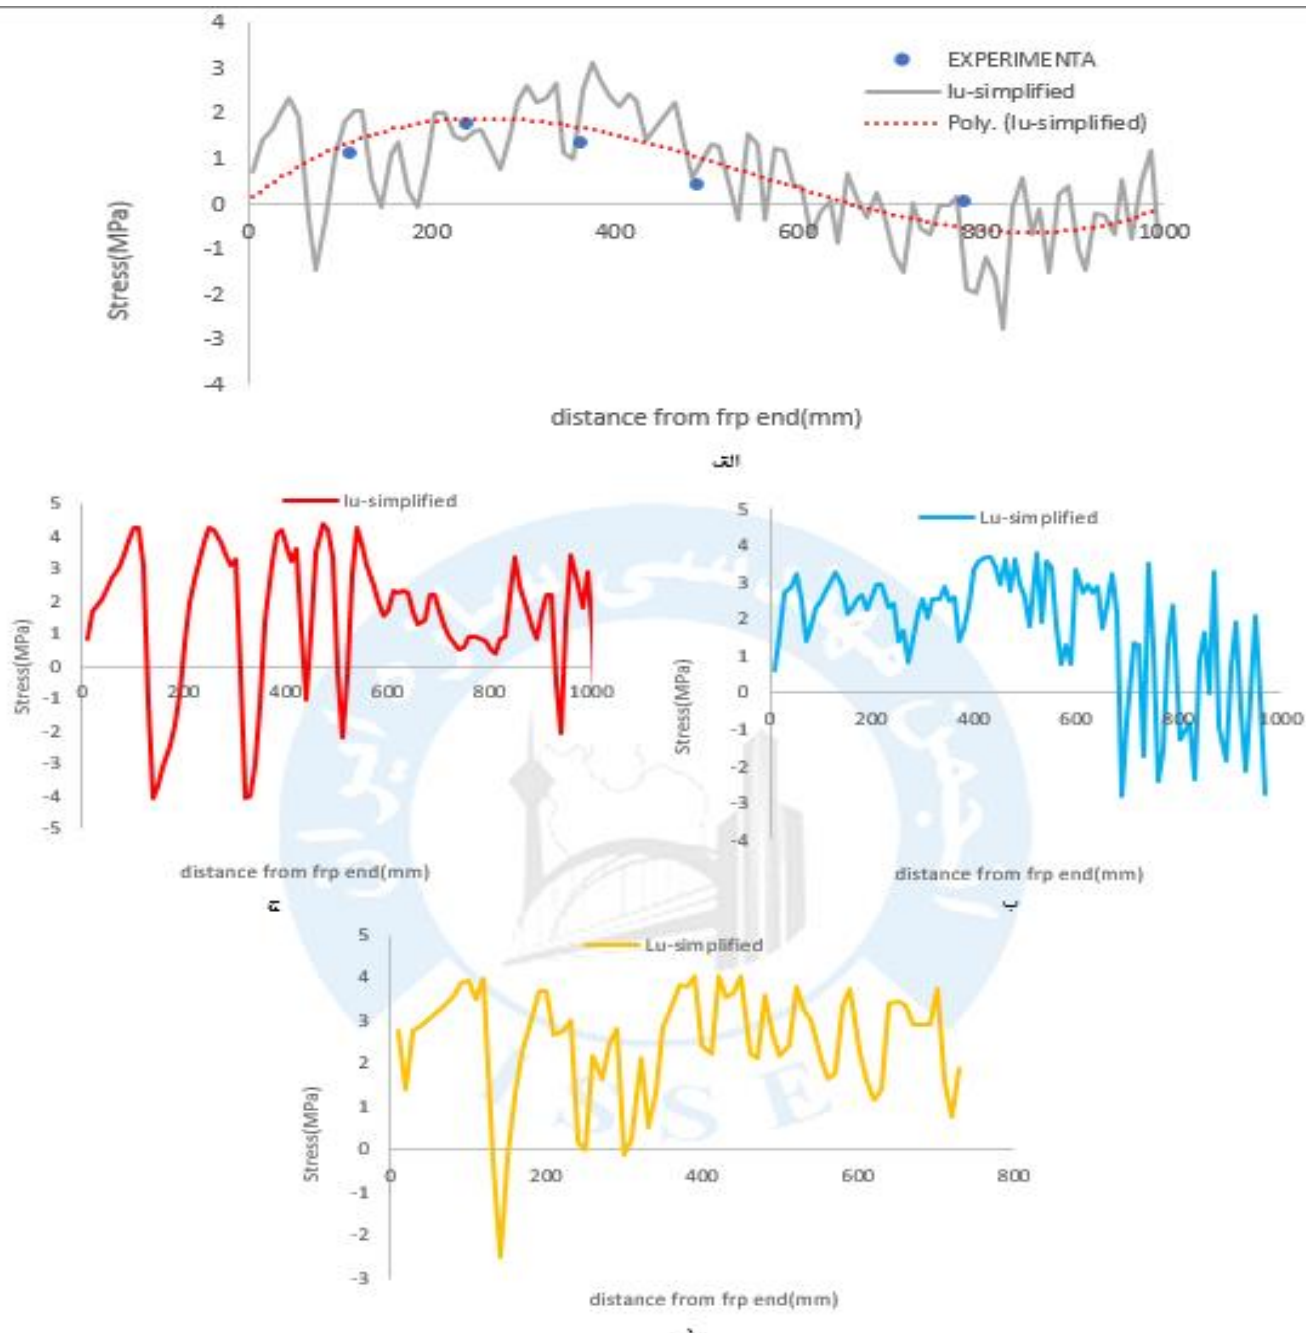 4
3
2
1
0
-1
-2
-3
-4
0 200 400 600 800 1000
Stress(MPa)
EXPERIMENTA
lu-simplified
Poly. (lu-simplified)
distance from frp end(mm)
الف
lu-simplified
5
4
3
2
1
0
-1
-2
-3
-4
-5
0 200 400 600 800 1000
Stress(MPa)
distance from frp end(mm)
Lu-simplified
5
4
3
2
1
0
-1
-2
-3
-4
0 200 400 600 800 1000
Stress(MPa)
distance from frp end(mm)
ب
Lu-simplified
5
4
3
2
1
0
-1
-2
-3
0 200 400 600 800
Stress(MPa)
distance from frp end(mm)
ISSE